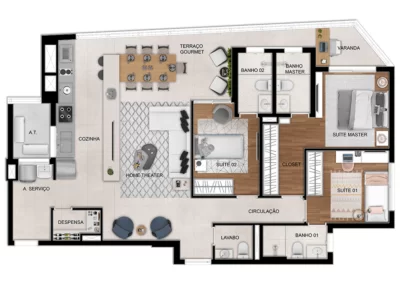 TERRAÇO
GOURMET
VARANDA
BANHO 02
BANHO
MASTER
A.T.
COZINHA
SUÍTE MASTER
SUÍTE 02
CLOSET
HOME THEATER
A. SERVIÇO
SUÍTE 01
CIRCULAÇÃO
DESPENSA
LAVABO
BANHO 01